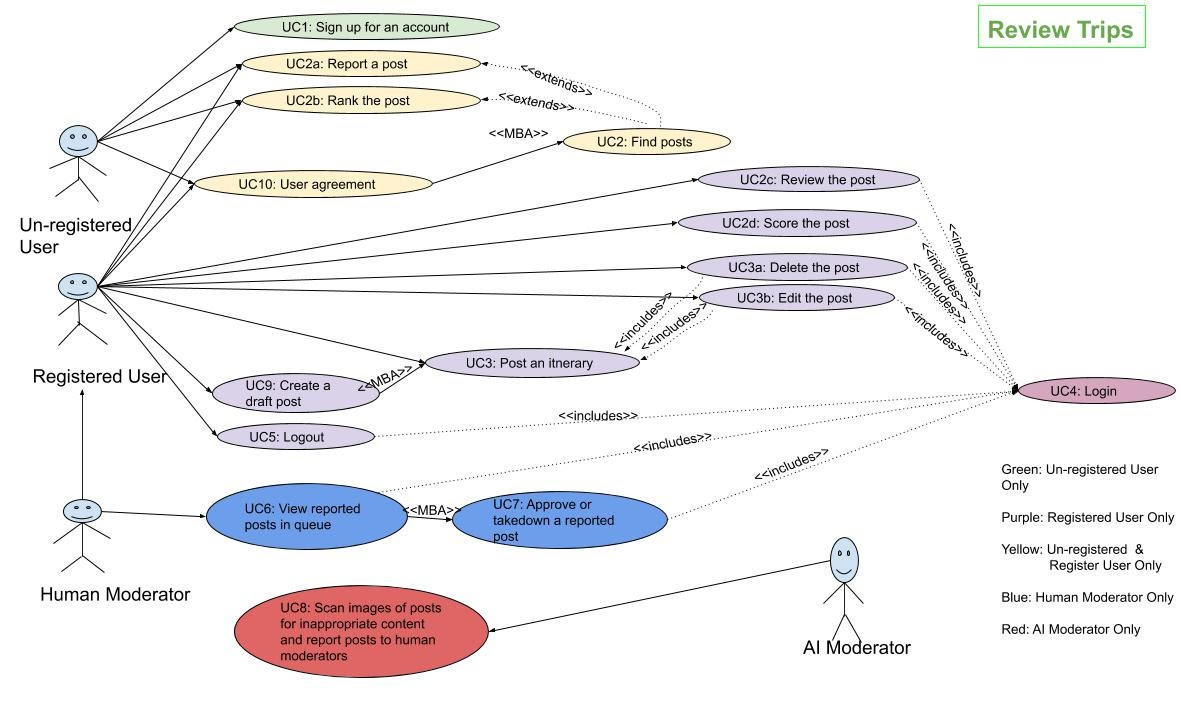 Review Trips
UC1: Sign up for an account
UC2a: Report a post
<<extends>>
UC2b: Rank the post
<<extends>>
<<MBA>>
UC2: Find posts
UC10: User agreement
UC2c: Review the post
Un-registered
User
UC2d: Score the post
<<includes>>
<<includes>>
<<includes>>
UC3a: Delete the post
UC3b: Edit the post
<<inculdes>>
<<includes>>
<<includes>>
UC3: Post an itnerary
Registered User
<<MBA>>
UC9: Create a
draft post
UC4: Login
<<includes>>
UC5: Logout
<<includes>>
<<includes>>
UC6: View reported
posts in queue
<<MBA>>
UC7: Approve or
takedown a reported
post
Human Moderator
UC8: Scan images of posts
for inappropriate content
and report posts to human
moderators
AI Moderator
Green: Un-registered User
Only
Purple: Registered User Only
Yellow: Un-registered &
Register User Only
Blue: Human Moderator Only
Red: AI Moderator Only